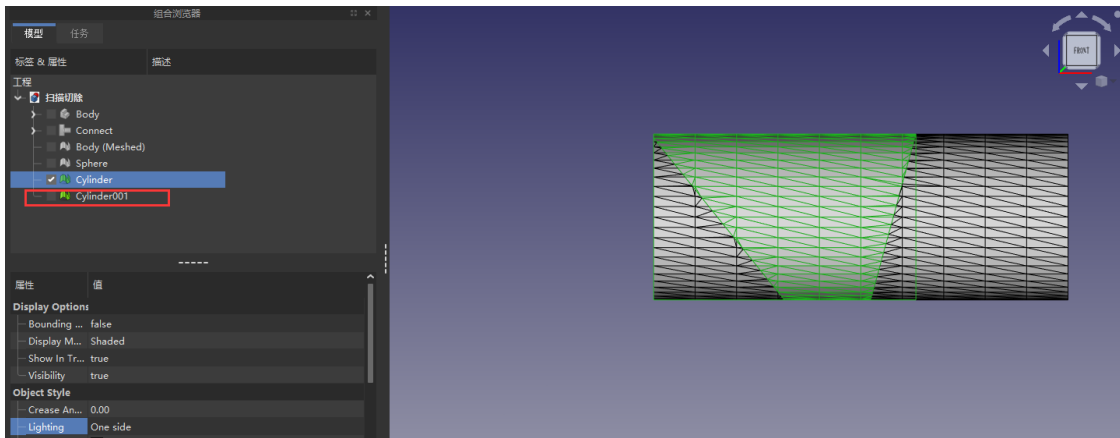 组合浏览器
模型 任务
标签 & 属性 描述
工程
扫描切除
Body
Connect
Body (Meshed)
Sphere
Cylinder
Cylinder001
属性 值
Display Options
Bounding ... false
Display M... Shaded
Show In Tr... true
Visibility true
Object Style
Crease An... 0.00
Lighting One side
FRONT